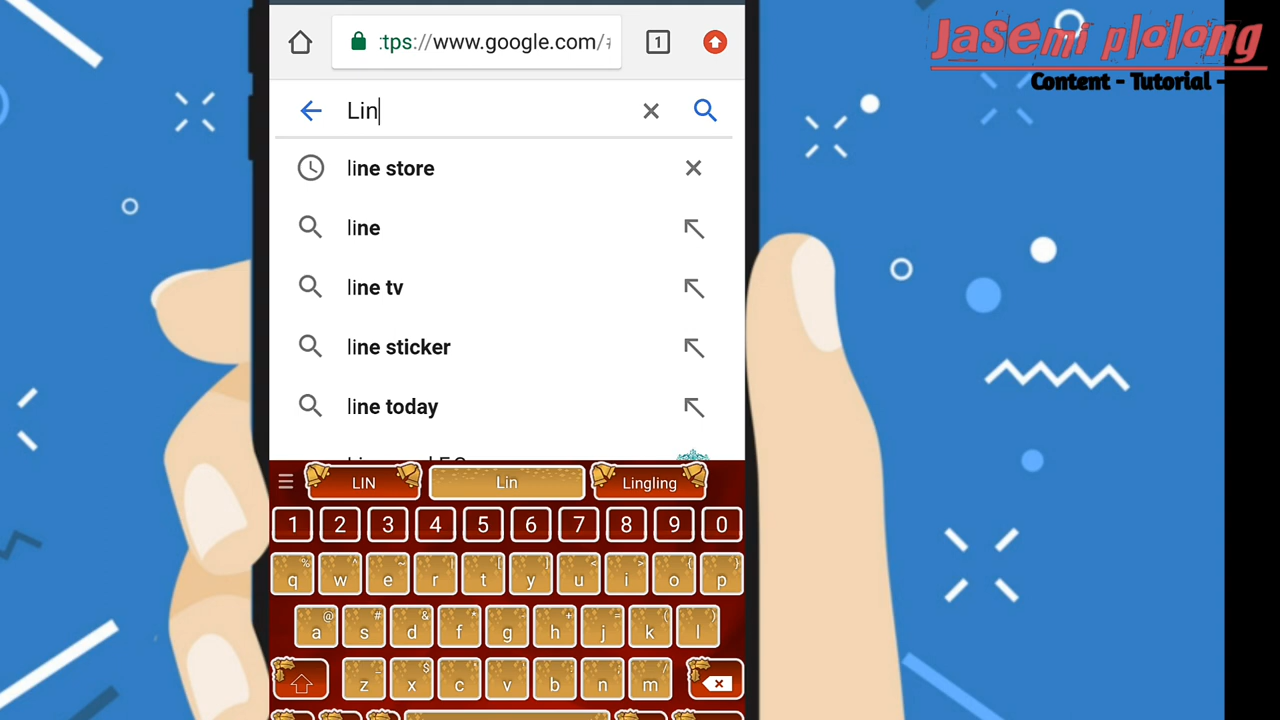 JaSemi plolong
Content - Tutorial -
:tps://www.google.com/
1
Lin
line store
line
line tv
line sticker
line today
LIN
Lin
Lingling
1 2 3 4 5 6 7 8 9 0
% ^ ~ | [ ] < > { }
q w e r t y u i o p
@ # & * - + = ( )
a s d f g h j k l
z x c v b n m